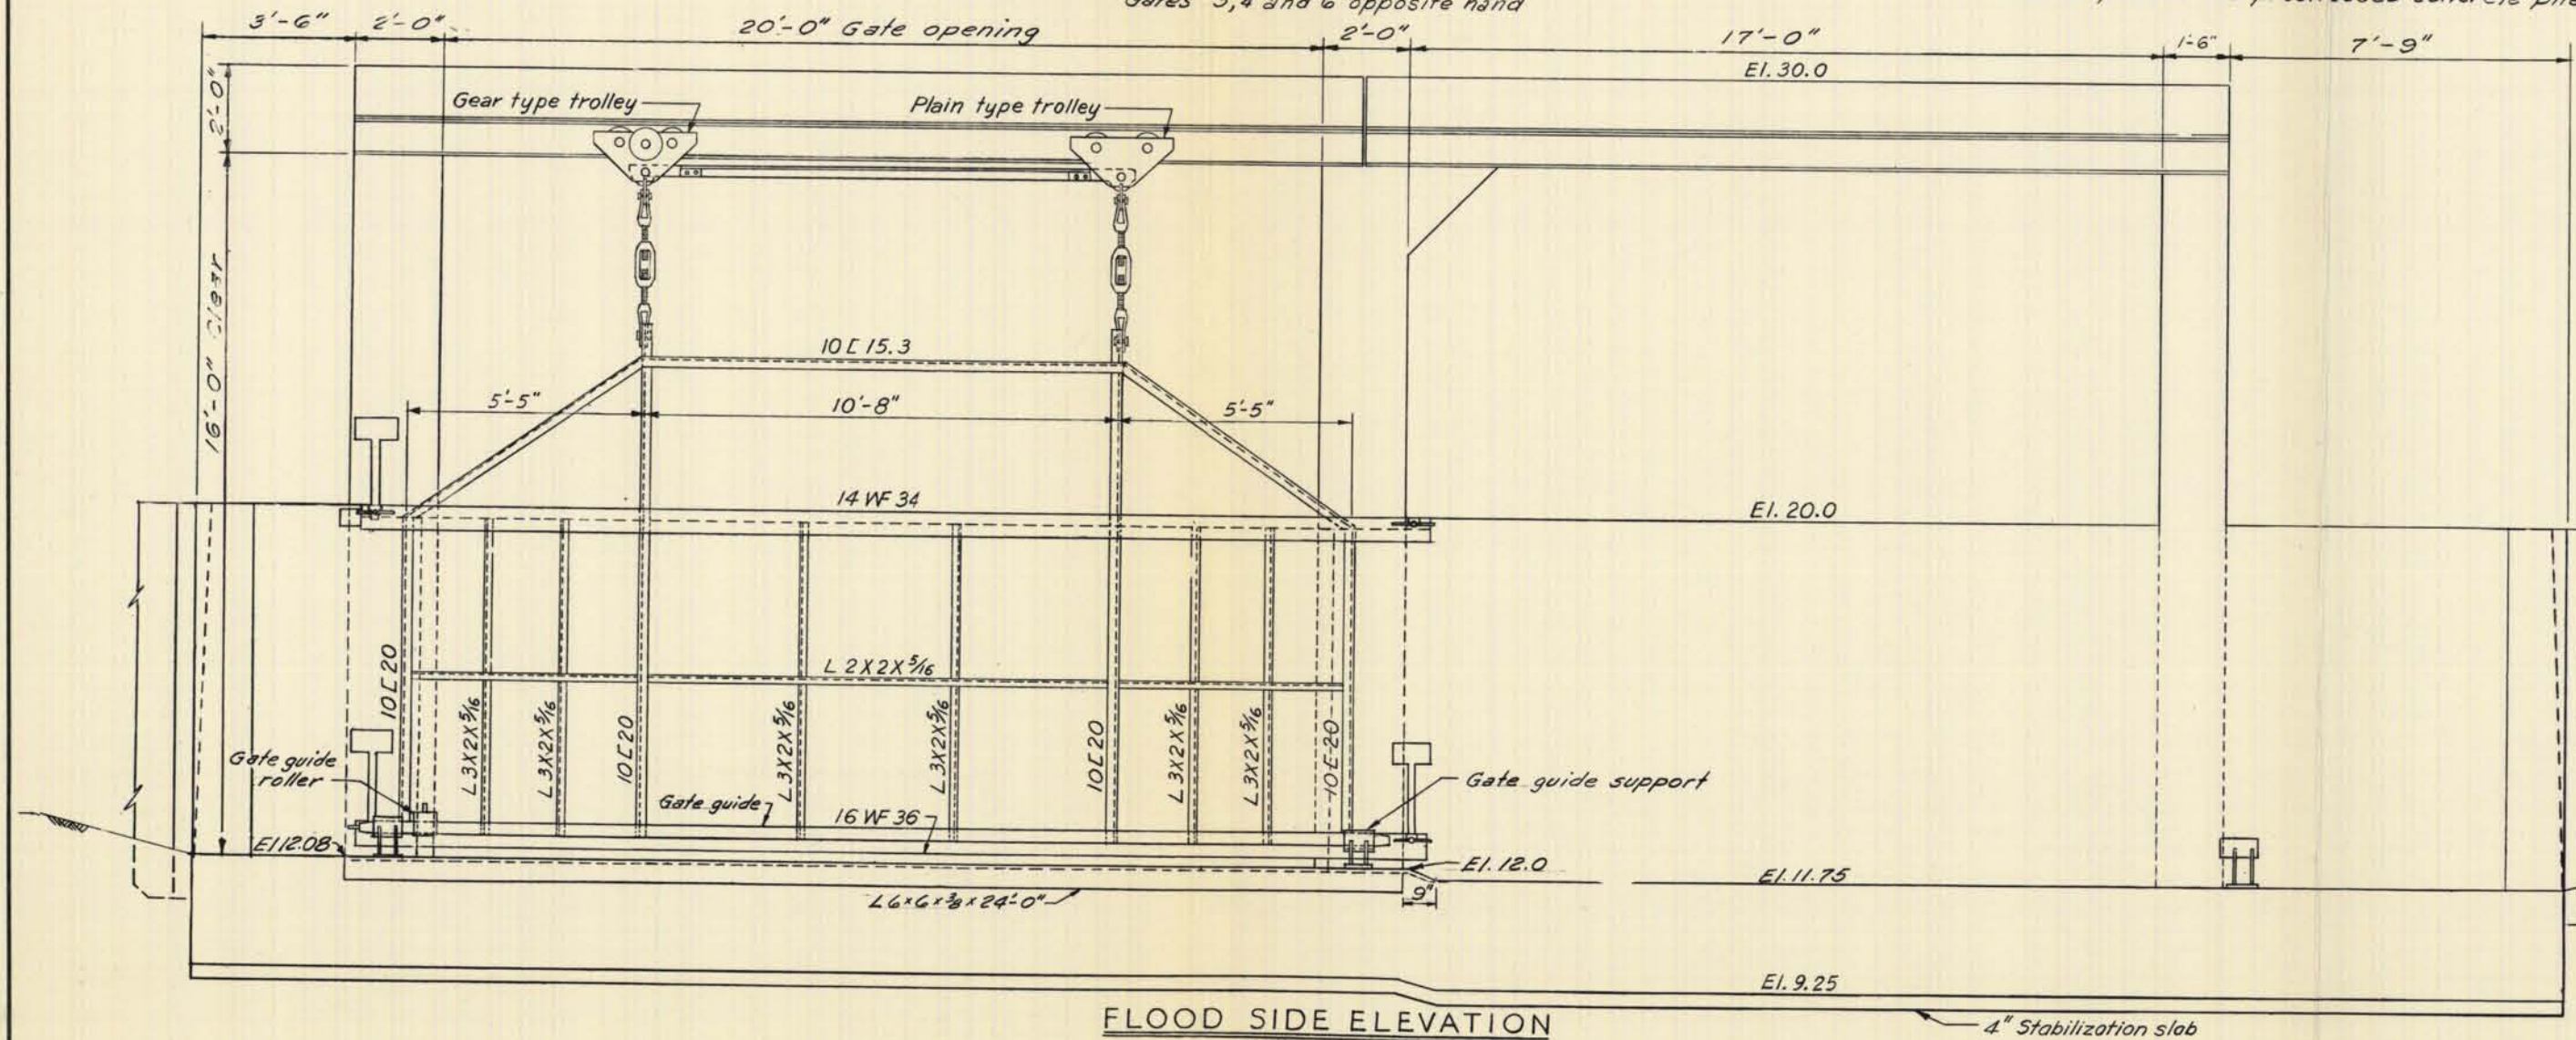 Gates 3, 4 and 6 opposite hand
concrete
3'-6"
2'-0"
20'-0" Gate opening
2'-0"
17'-0"
1'-6"
7'-9"
El. 30.0
2'-0"
Gear type trolley
Plain type trolley
16'-0" Clear
10 [ 15.3
5'-5"
10'-8"
5'-5"
14 WF 34
El. 20.0
L 2X2X5/16
10 [ 20
L 3X2X5/16
L 3X2X5/16
10 [ 20
L 3X2X5/16
L 3X2X5/16
10 [ 20
L 3X2X5/16
L 3X2X5/16
10 [ 20
Gate guide
roller
Gate guide
16 WF 36
Gate guide support
El 12.08
El. 12.0
El. 11.75
L6x6x3/8x24'-0"
9"
El. 9.25
FLOOD SIDE ELEVATION
4" Stabilization slab